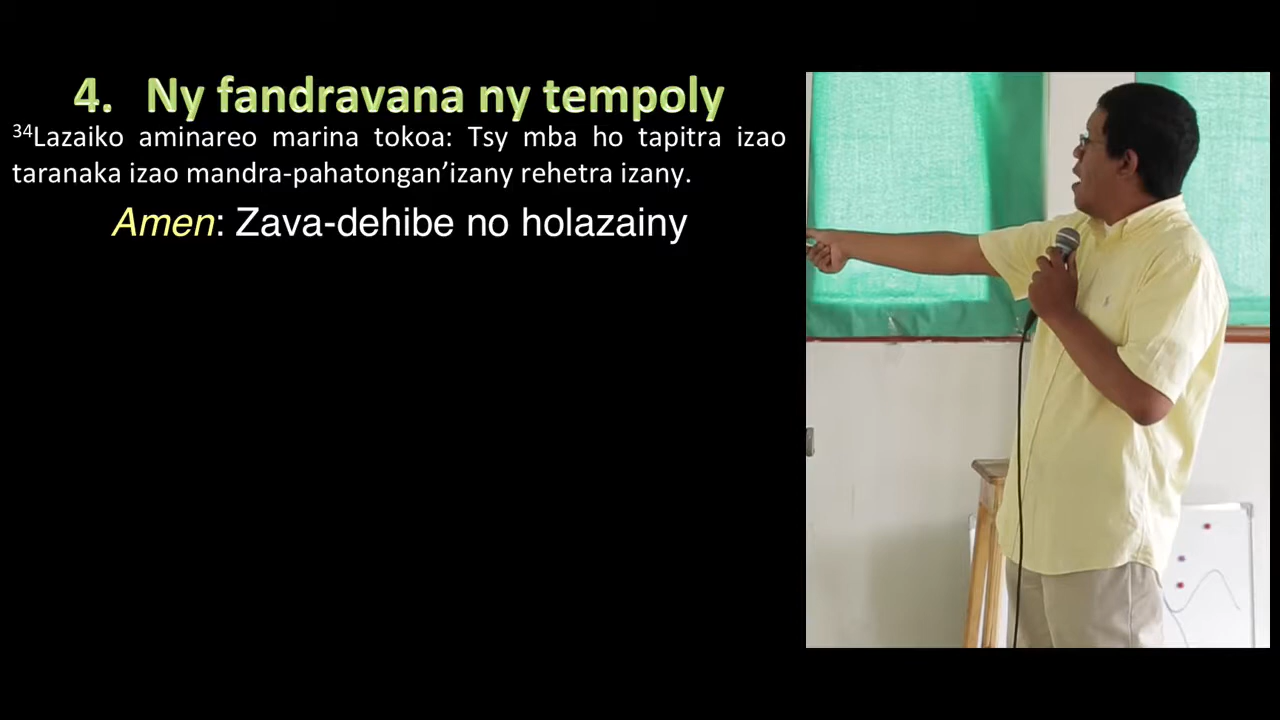 4. Ny fandravana ny tempoly
³⁴Lazaiko aminareo marina tokoa: Tsy mba ho tapitra izao
taranaka izao mandra-pahatongan’izany rehetra izany.
Amen: Zava-dehibe no holazainy